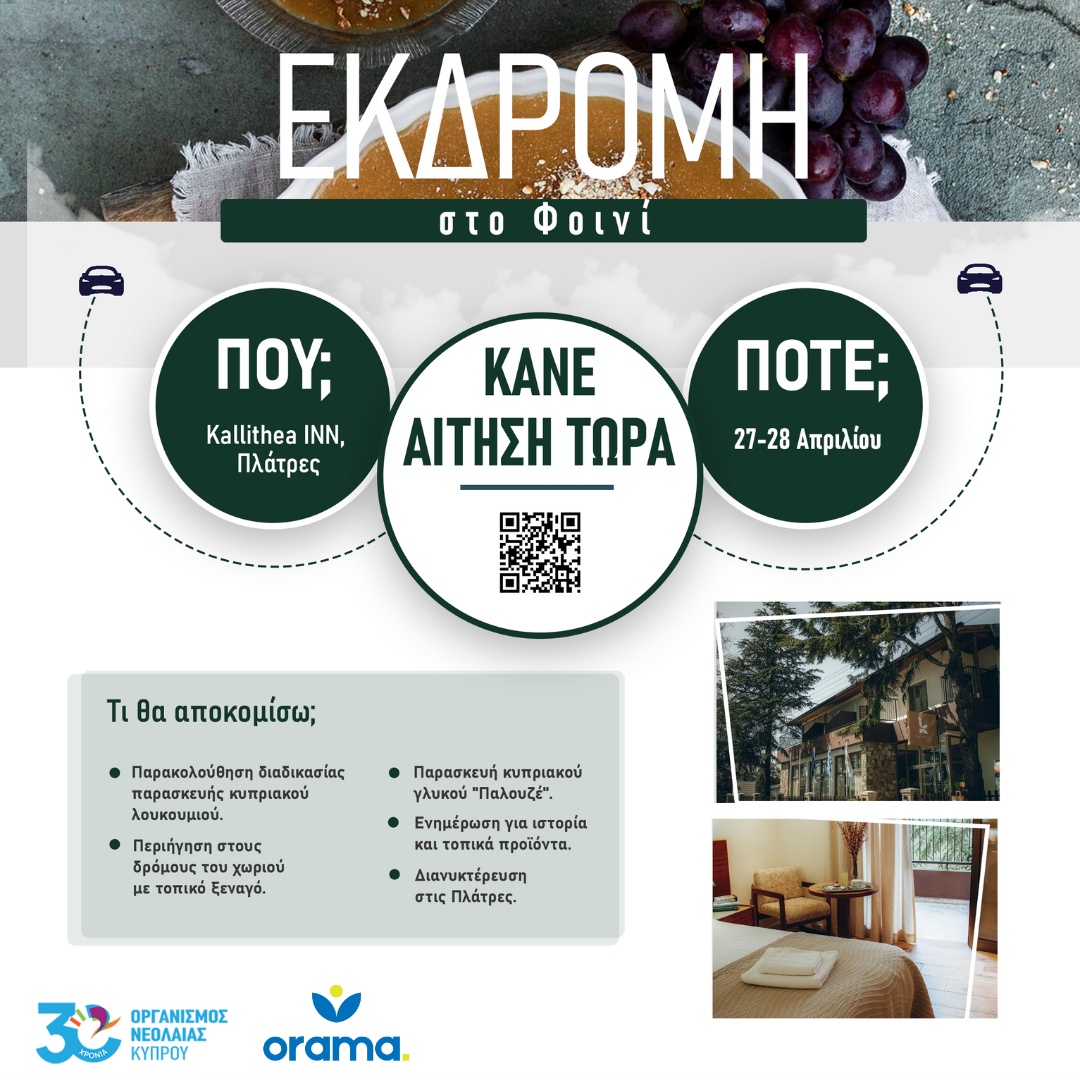 ΕΚΔΡΟΜΗ
στο Φοινί
ΠΟΥ;
Kallithea INN,
Πλάτρες
ΚΑΝΕ
ΑΙΤΗΣΗ ΤΩΡΑ
ΠΟΤΕ;
27-28 Απριλίου
Τι θα αποκομίσω;
Παρακολούθηση διαδικασίας
παρασκευής κυπριακού
λουκουμιού.
Περιήγηση στους
δρόμους του χωριού
με τοπικό ξεναγό.
Παρασκευή κυπριακού
γλυκού "Παλουζέ".
Ενημέρωση για ιστορία
και τοπικά προϊόντα.
Διανυκτέρευση
στις Πλάτρες.
30
ΧΡΟΝΙΑ
ΟΡΓΑΝΙΣΜΟΣ
ΝΕΟΛΑΙΑΣ
ΚΥΠΡΟΥ
orama.